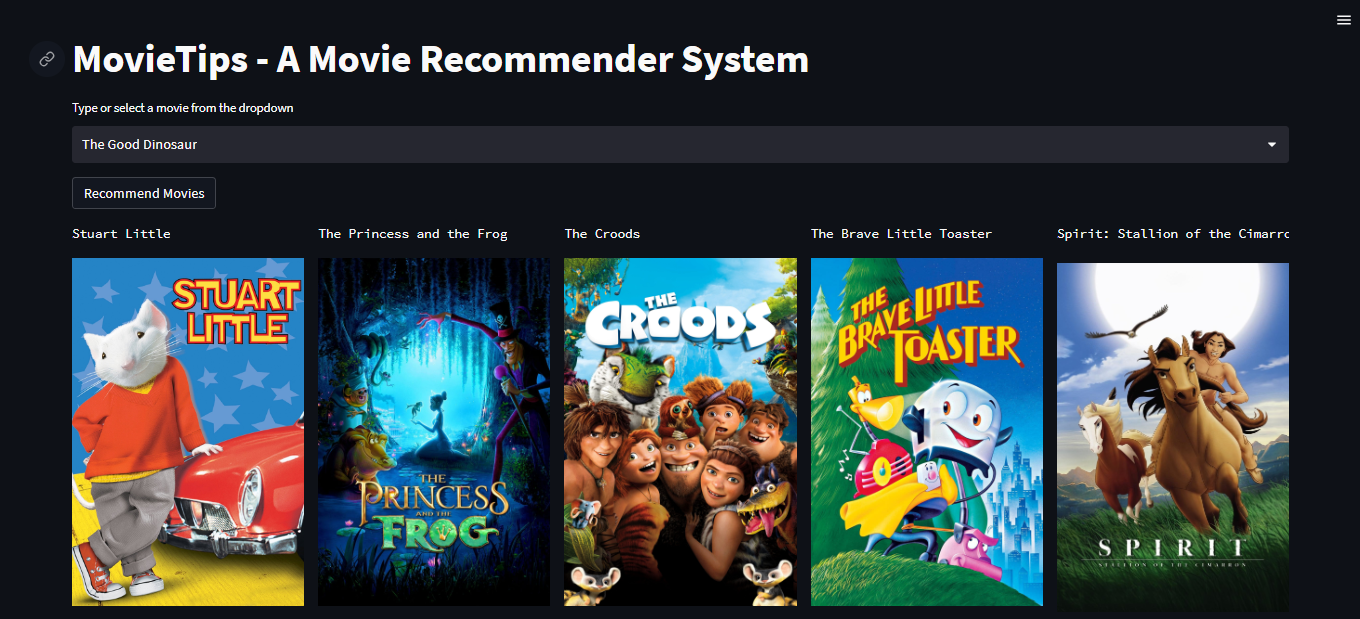 MovieTips - A Movie Recommender System
Type or select a movie from the dropdown
The Good Dinosaur
Recommend Movies
Stuart Little
The Princess and the Frog
The Croods
The Brave Little Toaster
Spirit: Stallion of the Cimarro
STUART
LITTLE
THE
PRINCESS
AND THE
FROG
THE
CROODS
THE
BRAVE LITTLE
TOASTER
SPIRIT
STALLION OF THE CIMARRON